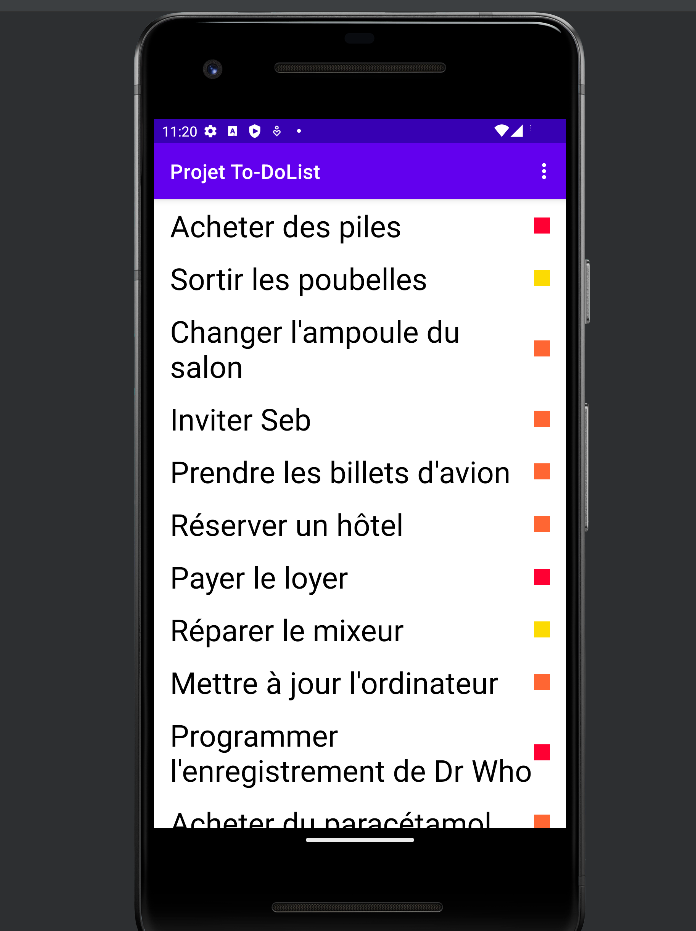 11:20
Projet To-DoList
Acheter des piles
Sortir les poubelles
Changer l'ampoule du
salon
Inviter Seb
Prendre les billets d'avion
Réserver un hôtel
Payer le loyer
Réparer le mixeur
Mettre à jour l'ordinateur
Programmer
l'enregistrement de Dr Who
Acheter du paracétamol